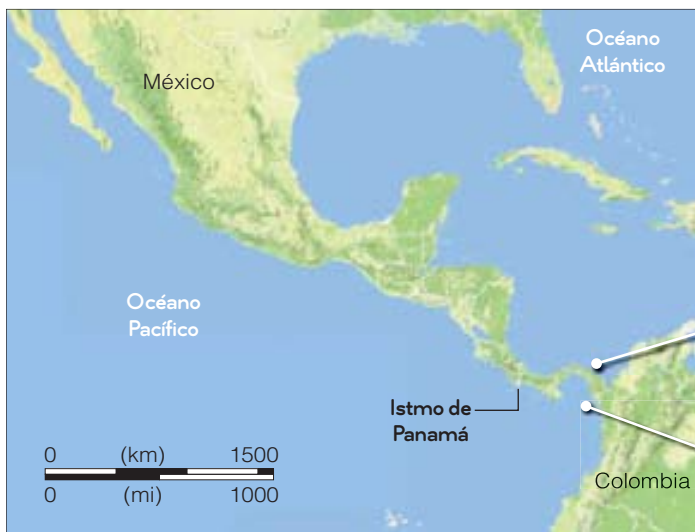 Océano
Atlántico
México
Océano
Pacífico
Istmo de
Panamá
0 (km) 1500
0 (mi) 1000
Colombia